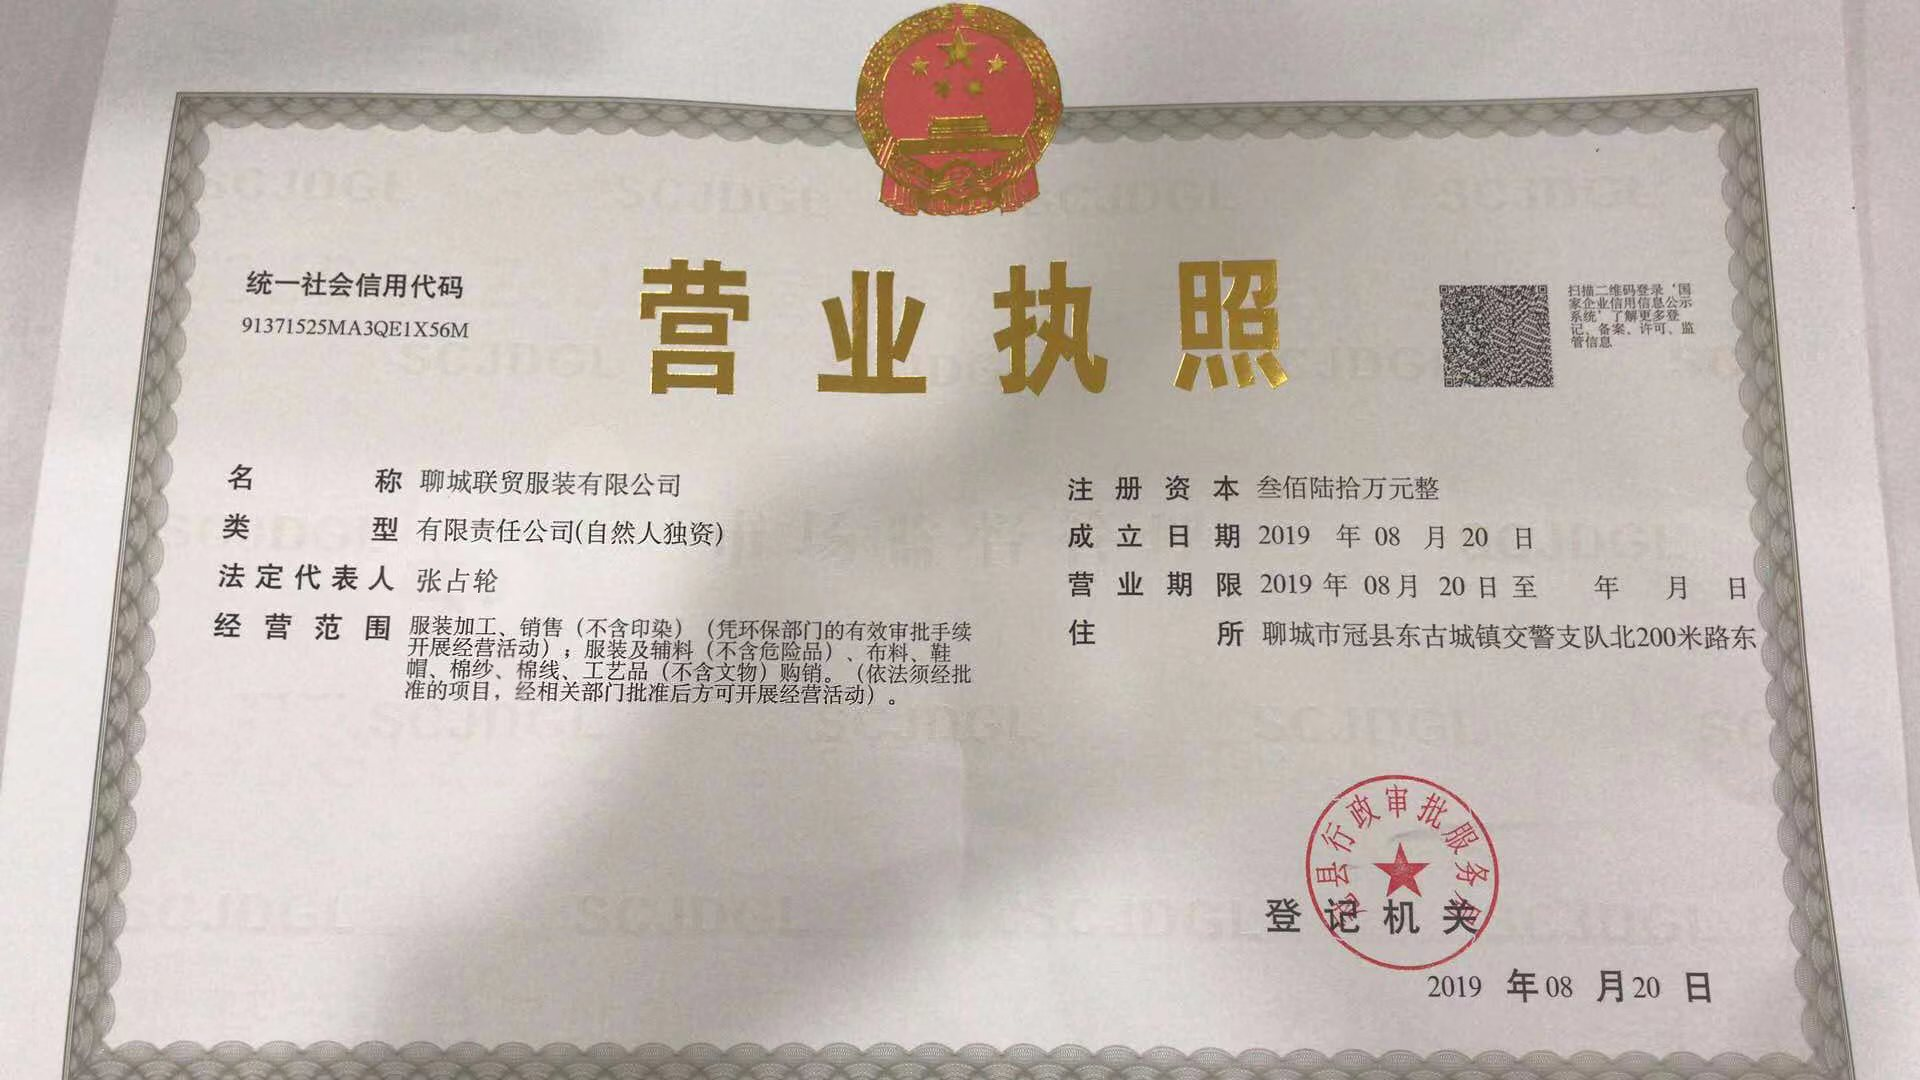 统一社会信用代码
91371525MA3QE1X56M
营业执照
扫描二维码登录‘国
家企业信用信息公示
系统’了解更多登
记、备案、许可、监
管信息
名称 聊城联贸服装有限公司
类型 有限责任公司(自然人独资)
法定代表人 张占轮
经营范围 服装加工、销售（不含印染）（凭环保部门的有效审批手续
开展经营活动）；服装及辅料（不含危险品）、布料、鞋
帽、棉纱、棉线、工艺品（不含文物）购销。（依法须经批
准的项目，经相关部门批准后方可开展经营活动）。
注册资本 叁佰陆拾万元整
成立日期 2019 年 08 月 20 日
营业期限 2019 年 08月 20 日 至 年 月 日
住所 聊城市冠县东古城镇交警支队北200米路东
县行政审批服务
登记机关
2019 年 08 月 20 日
SCJDGL